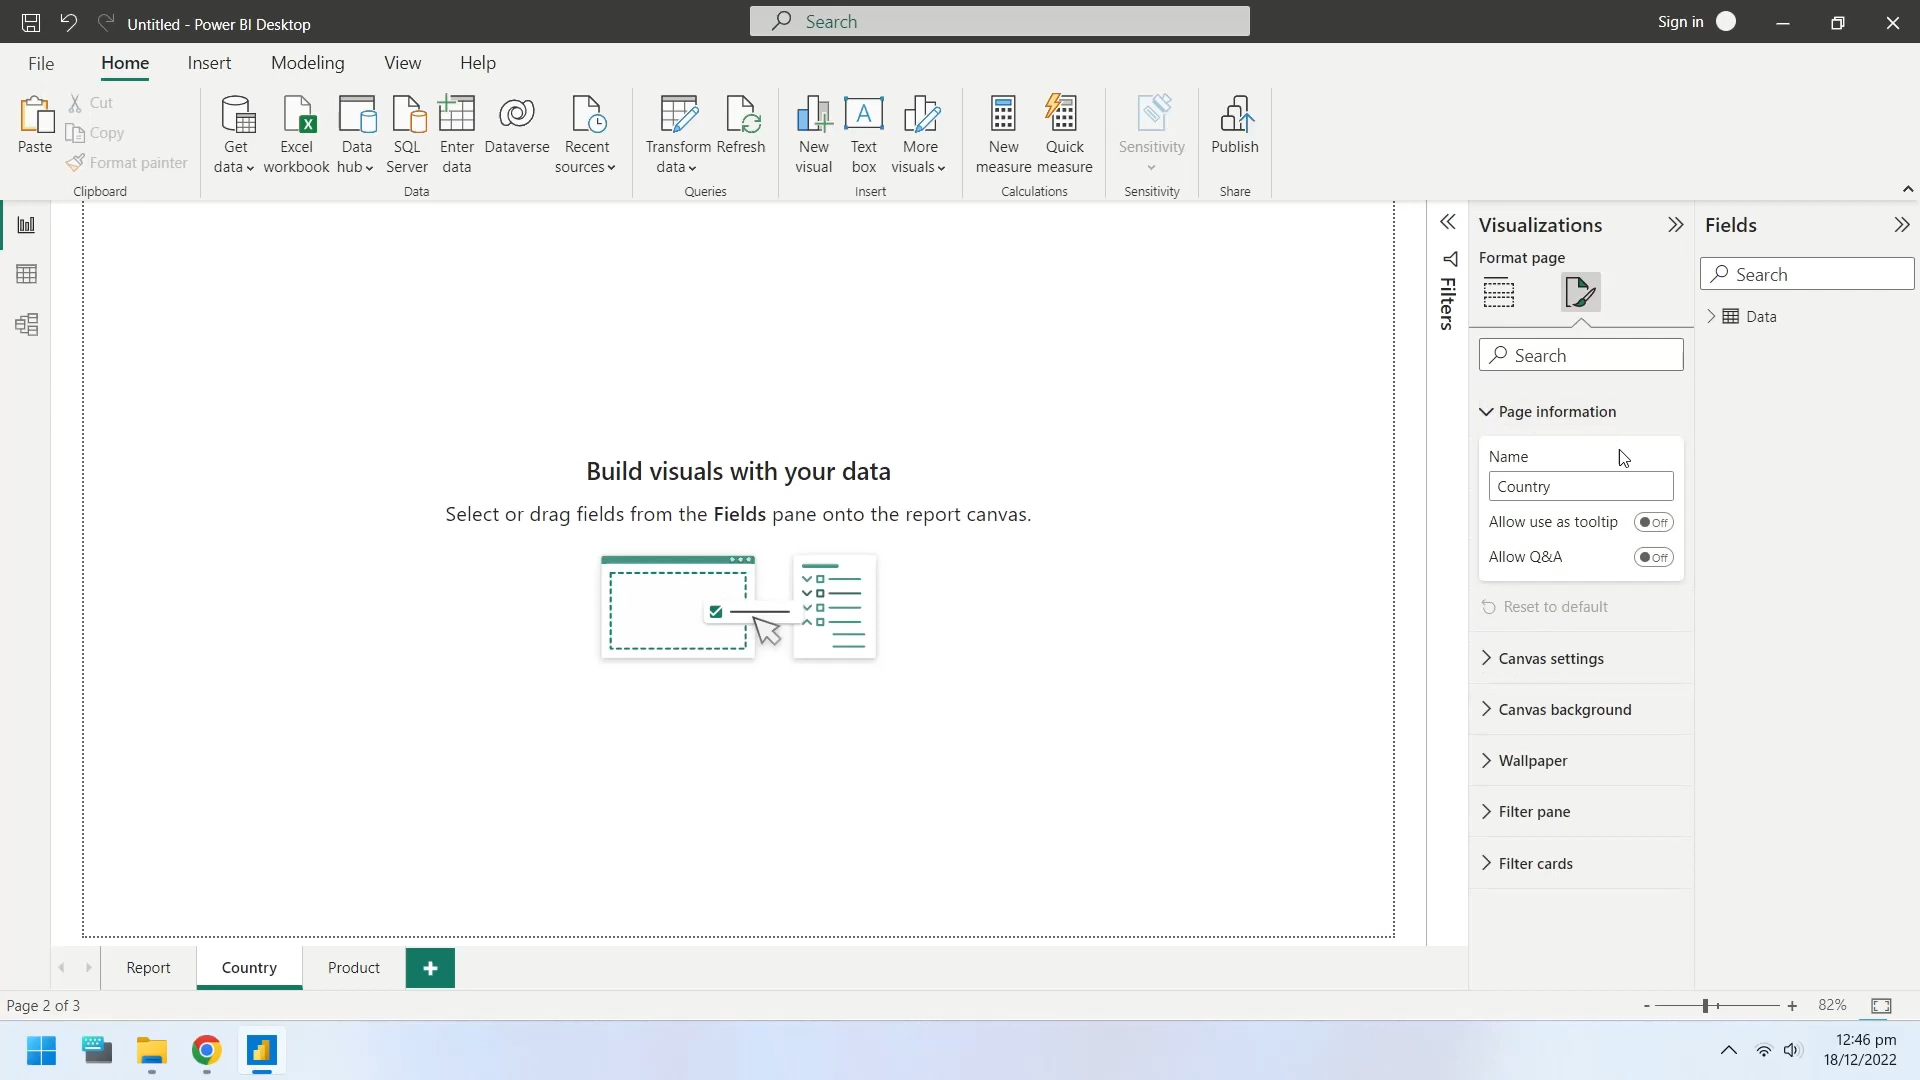 Untitled - Power BI Desktop
Search
Sign in
File
Home
Insert
Modeling
View
Help
Paste
Cut
Copy
Format painter
Clipboard
Get
data
Excel
workbook
Data
hub
SQL
Server
Enter
data
Dataverse
Recent
sources
Data
Transform
data
Refresh
Queries
New
visual
Text
box
More
visuals
Insert
New
measure
Quick
measure
Calculations
Sensitivity
Sensitivity
Publish
Share
Build visuals with your data
Select or drag fields from the Fields pane onto the report canvas.
Filters
Visualizations
Format page
Search
Page information
Name
Country
Allow use as tooltip
Off
Allow Q&A
Off
Reset to default
Canvas settings
Canvas background
Wallpaper
Filter pane
Filter cards
Fields
Search
Data
Report
Country
Product
Page 2 of 3
82%
12:46 pm
18/12/2022